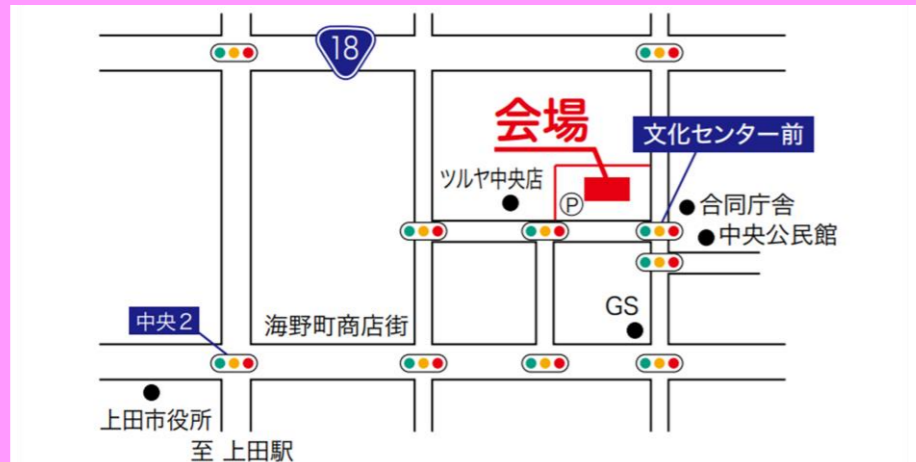 18
会場
文化センター前
ツルヤ中央店
P
合同庁舎
中央公民館
GS
中央2
海野町商店街
上田市役所
至 上田駅